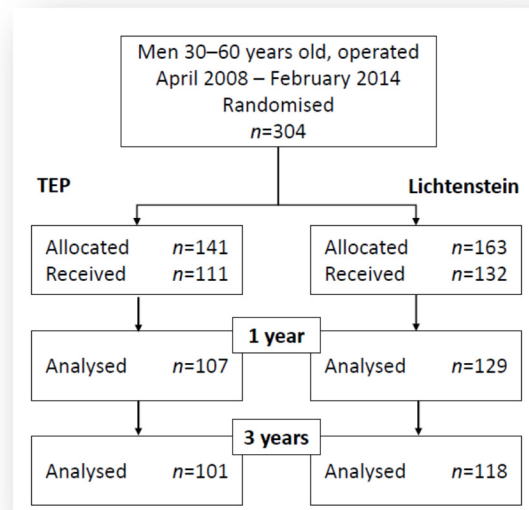 Men 30–60 years old, operated
April 2008 – February 2014
Randomised
n=304
TEP
Lichtenstein
Allocated n=141
Received n=111
Allocated n=163
Received n=132
1 year
Analysed n=107
Analysed n=129
3 years
Analysed n=101
Analysed n=118